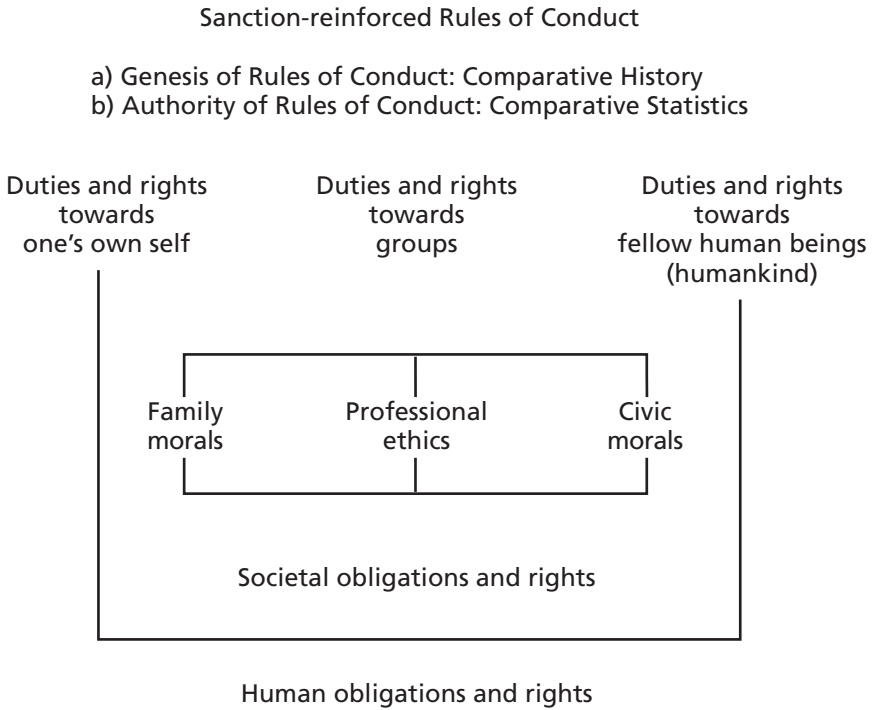 Sanction-reinforced Rules of Conduct
a) Genesis of Rules of Conduct: Comparative History
b) Authority of Rules of Conduct: Comparative Statistics
Duties and rights
towards
one's own self
Duties and rights
towards
groups
Duties and rights
towards
fellow human beings
(humankind)
Family
morals
Professional
ethics
Civic
morals
Societal obligations and rights
Human obligations and rights